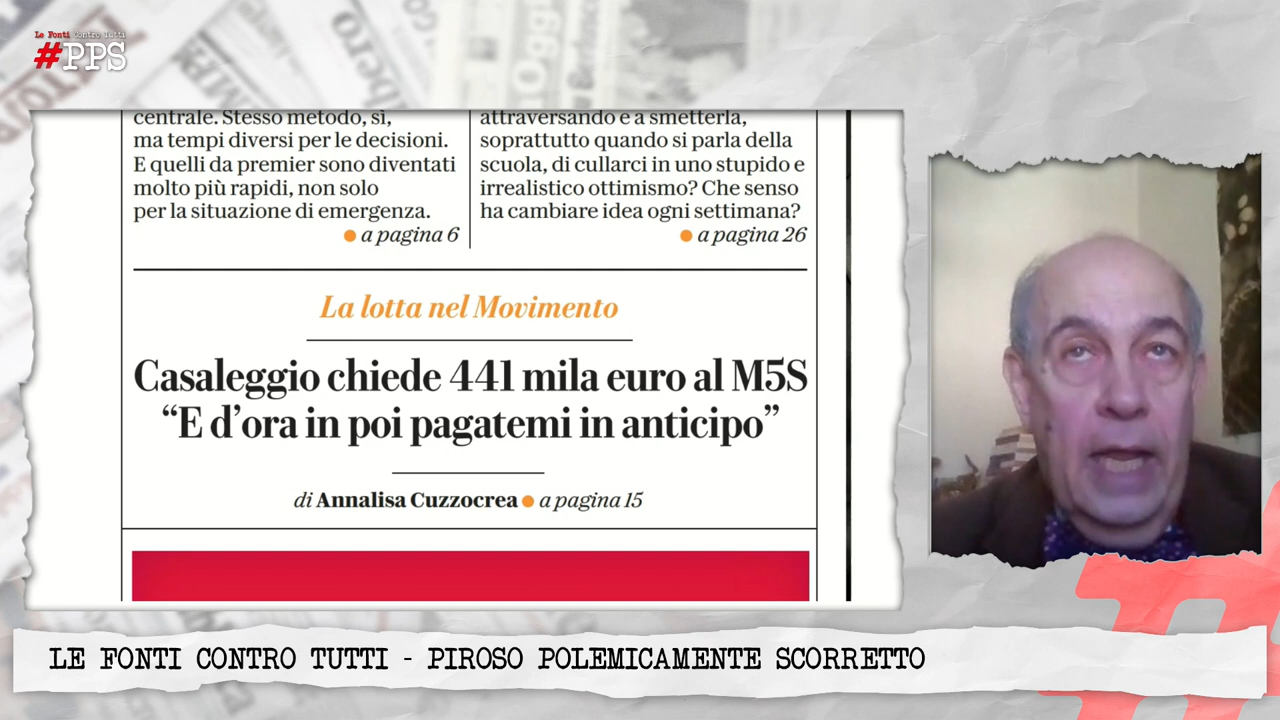 Le Fonti Contro Tutti
#PPS
centrale. Stesso metodo, sì,
ma tempi diversi per le decisioni.
E quelli da premier sono diventati
molto più rapidi, non solo
per la situazione di emergenza.
a pagina 6
attraversando e a smetterla,
soprattutto quando si parla della
scuola, di cullarci in uno stupido e
irrealistico ottimismo? Che senso
ha cambiare idea ogni settimana?
a pagina 26
La lotta nel Movimento
Casaleggio chiede 441 mila euro al M5S
“E d’ora in poi pagatemi in anticipo”
di Annalisa Cuzzocrea ● a pagina 15
LE FONTI CONTRO TUTTI - PIROSO POLEMICAMENTE SCORRETTO